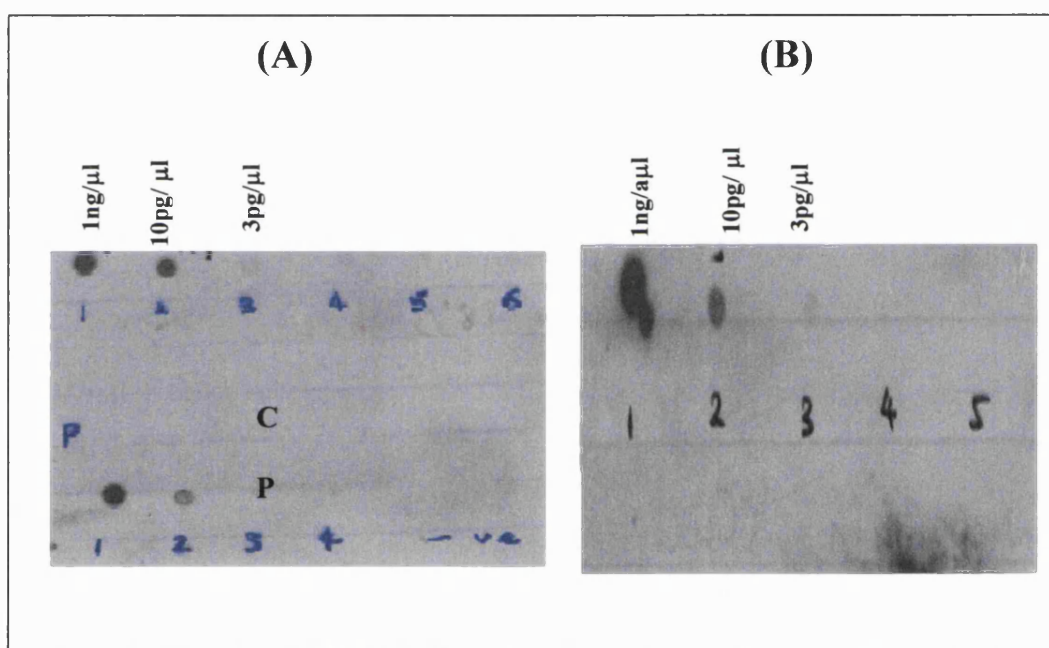 (A)
(B)
1ng/μl
10pg/ μl
3pg/μl
1ng/aμl
10pg/ μl
3pg/μl
1 2 3 4 5 6
C
P
P
1 2 3 4 - ve
1 2 3 4 5